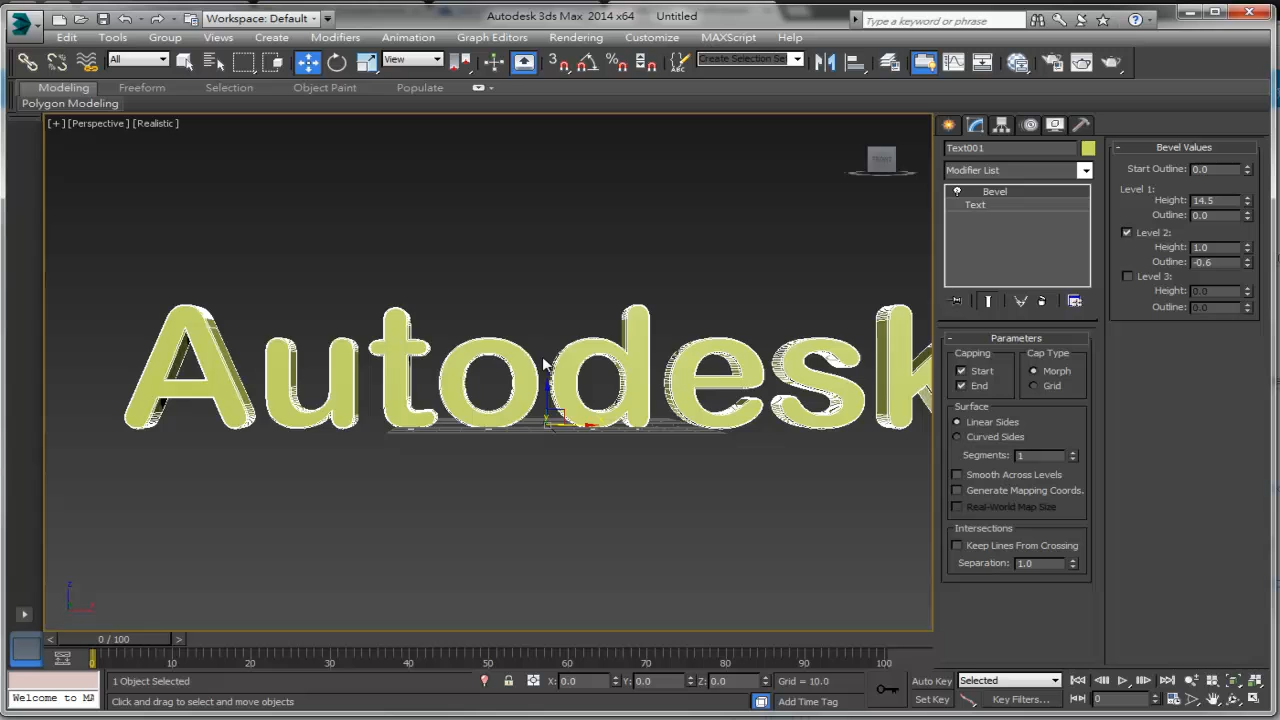 Workspace: Default
Autodesk 3ds Max 2014 x64 Untitled
Type a keyword or phrase
Edit Tools Group Views Create Modifiers Animation Graph Editors Rendering Customize MAXScript Help
All
View
Create Selection Se
Modeling Freeform Selection Object Paint Populate
Polygon Modeling
[+] [Perspective] [Realistic]
FRONT
Autodesk
Text001
Modifier List
Bevel
Text
Parameters
Capping Cap Type
Start Morph
End Grid
Surface
Linear Sides
Curved Sides
Segments: 1
Smooth Across Levels
Generate Mapping Coords.
Real-World Map Size
Intersections
Keep Lines From Crossing
Separation: 1.0
Bevel Values
Start Outline: 0.0
Level 1:
Height: 14.5
Outline: 0.0
Level 2:
Height: 1.0
Outline: -0.6
Level 3:
Height: 0.0
Outline: 0.0
z
x
< 0 / 100 >
0 10 20 30 40 50 60 70 80 90 100
1 Object Selected
X: 0.0 Y: 0.0 Z: 0.0
Grid = 10.0
Auto Key Selected
Welcome to MA
Click and drag to select and move objects
Add Time Tag
Set Key Key Filters...
0